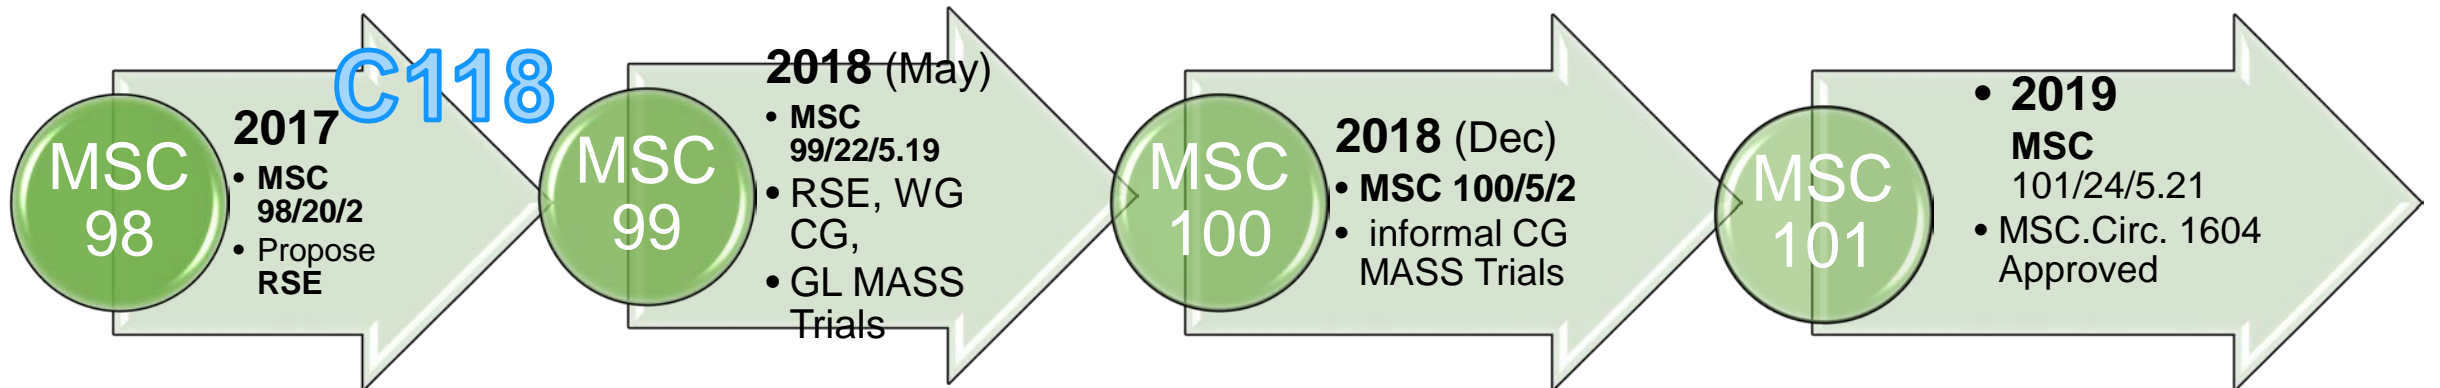 C118
MSC
98
2017
• MSC
98/20/2
• Propose
RSE
MSC
99
2018 (May)
• MSC
99/22/5.19
• RSE, WG
CG,
• GL MASS
Trials
MSC
100
2018 (Dec)
• MSC 100/5/2
• informal CG
MASS Trials
MSC
101
• 2019
MSC
101/24/5.21
• MSC.Circ. 1604
Approved